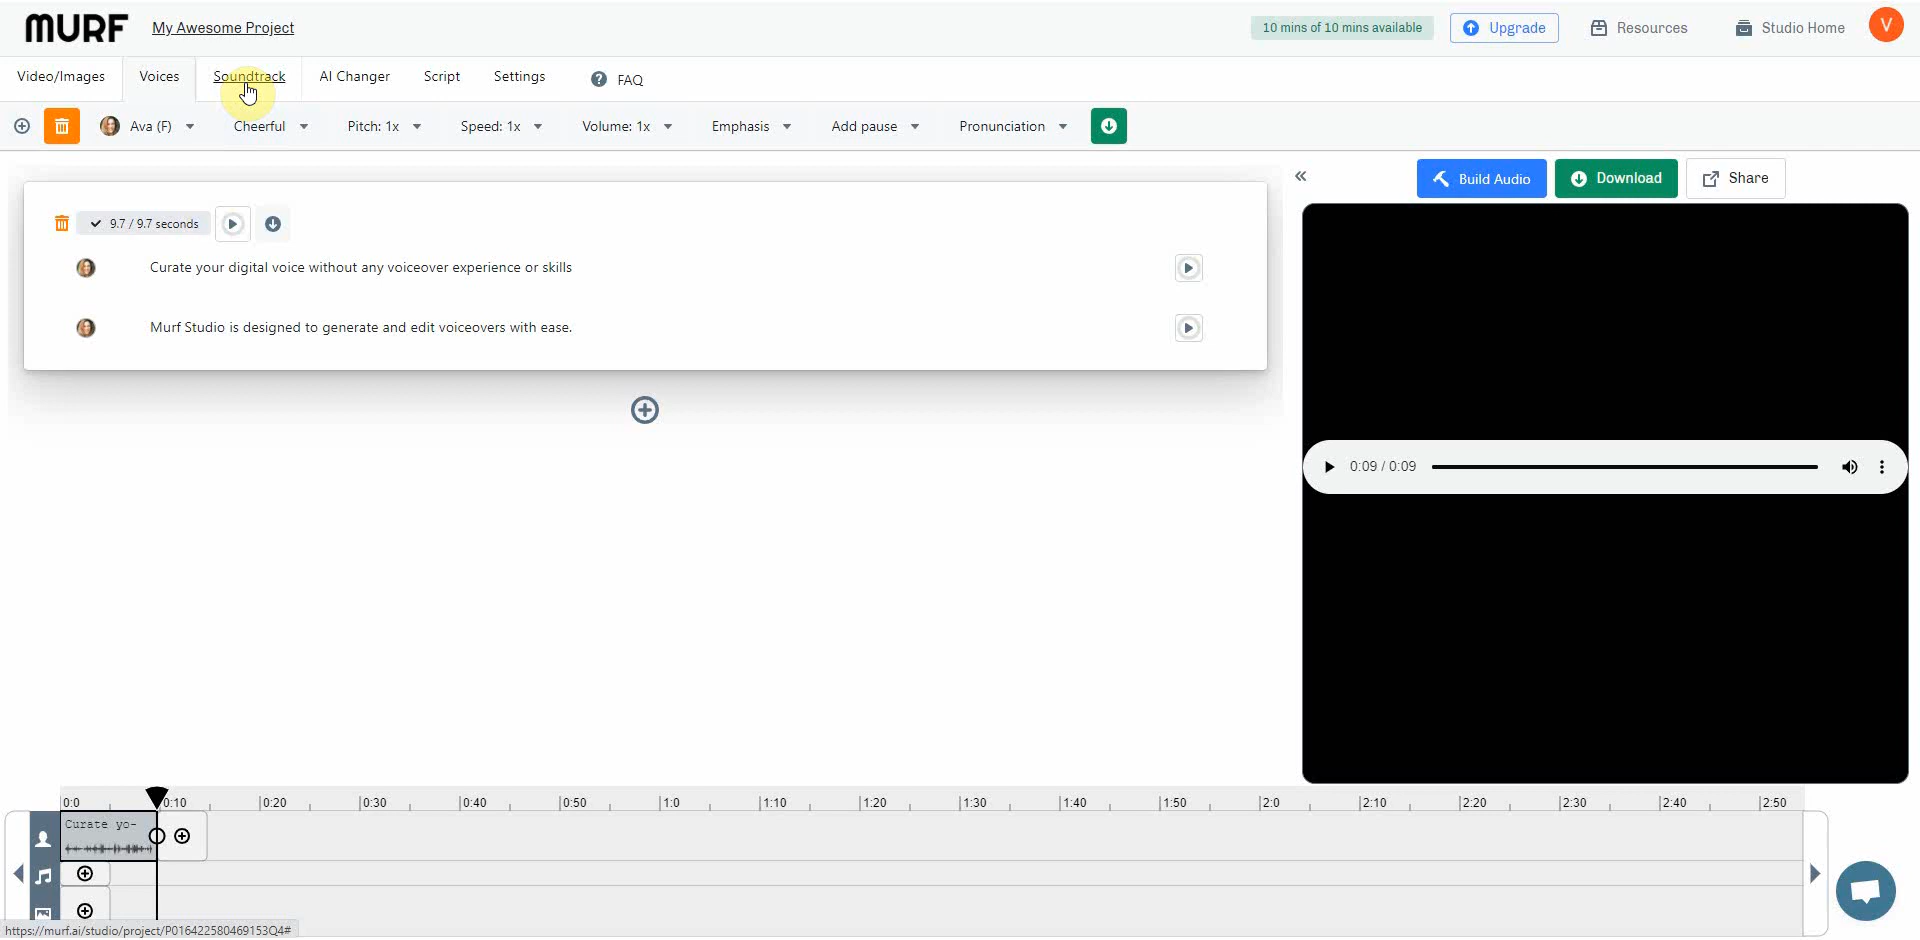 MURF My Awesome Project 10 mins of 10 mins available Upgrade Resources Studio Home V
Video/Images Voices Soundtrack AI Changer Script Settings ? FAQ
Ava (F) Cheerful Pitch: 1x Speed: 1x Volume: 1x Emphasis Add pause Pronunciation
Build Audio Download Share
9.7 / 9.7 seconds
Curate your digital voice without any voiceover experience or skills
Murf Studio is designed to generate and edit voiceovers with ease.
0:09 / 0:09
0:0 0:10 0:20 0:30 0:40 0:50 1:0 1:10 1:20 1:30 1:40 1:50 2:0 2:10 2:20 2:30 2:40 2:50
Curate yo-
https://murf.ai/studio/project/P016422580469153Q4#